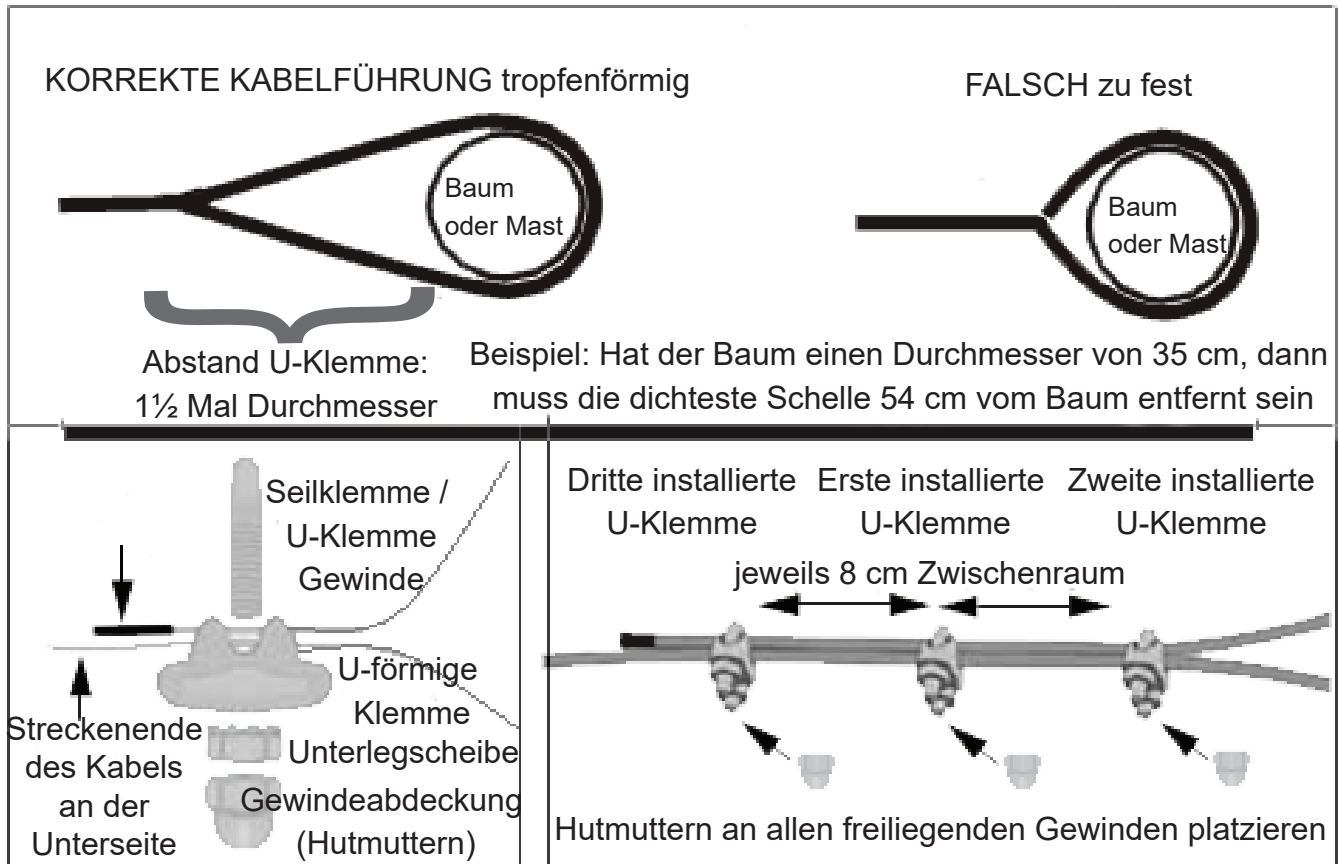 KORREKTE KABELFÜHRUNG tropfenförmig
FALSCH zu fest
Baum
oder Mast
Baum
oder Mast
Abstand U-Klemme:
1½ Mal Durchmesser
Beispiel: Hat der Baum einen Durchmesser von 35 cm, dann
muss die dichteste Schelle 54 cm vom Baum entfernt sein
Seilklemme /
U-Klemme
Gewinde
U-förmige
Klemme
Streckenende
des Kabels
an der
Unterseite
Unterlegscheibe
Gewindeabdeckung
(Hutmuttern)
Dritte installierte
U-Klemme
Erste installierte
U-Klemme
Zweite installierte
U-Klemme
jeweils 8 cm Zwischenraum
Hutmuttern an allen freiliegenden Gewinden platzieren